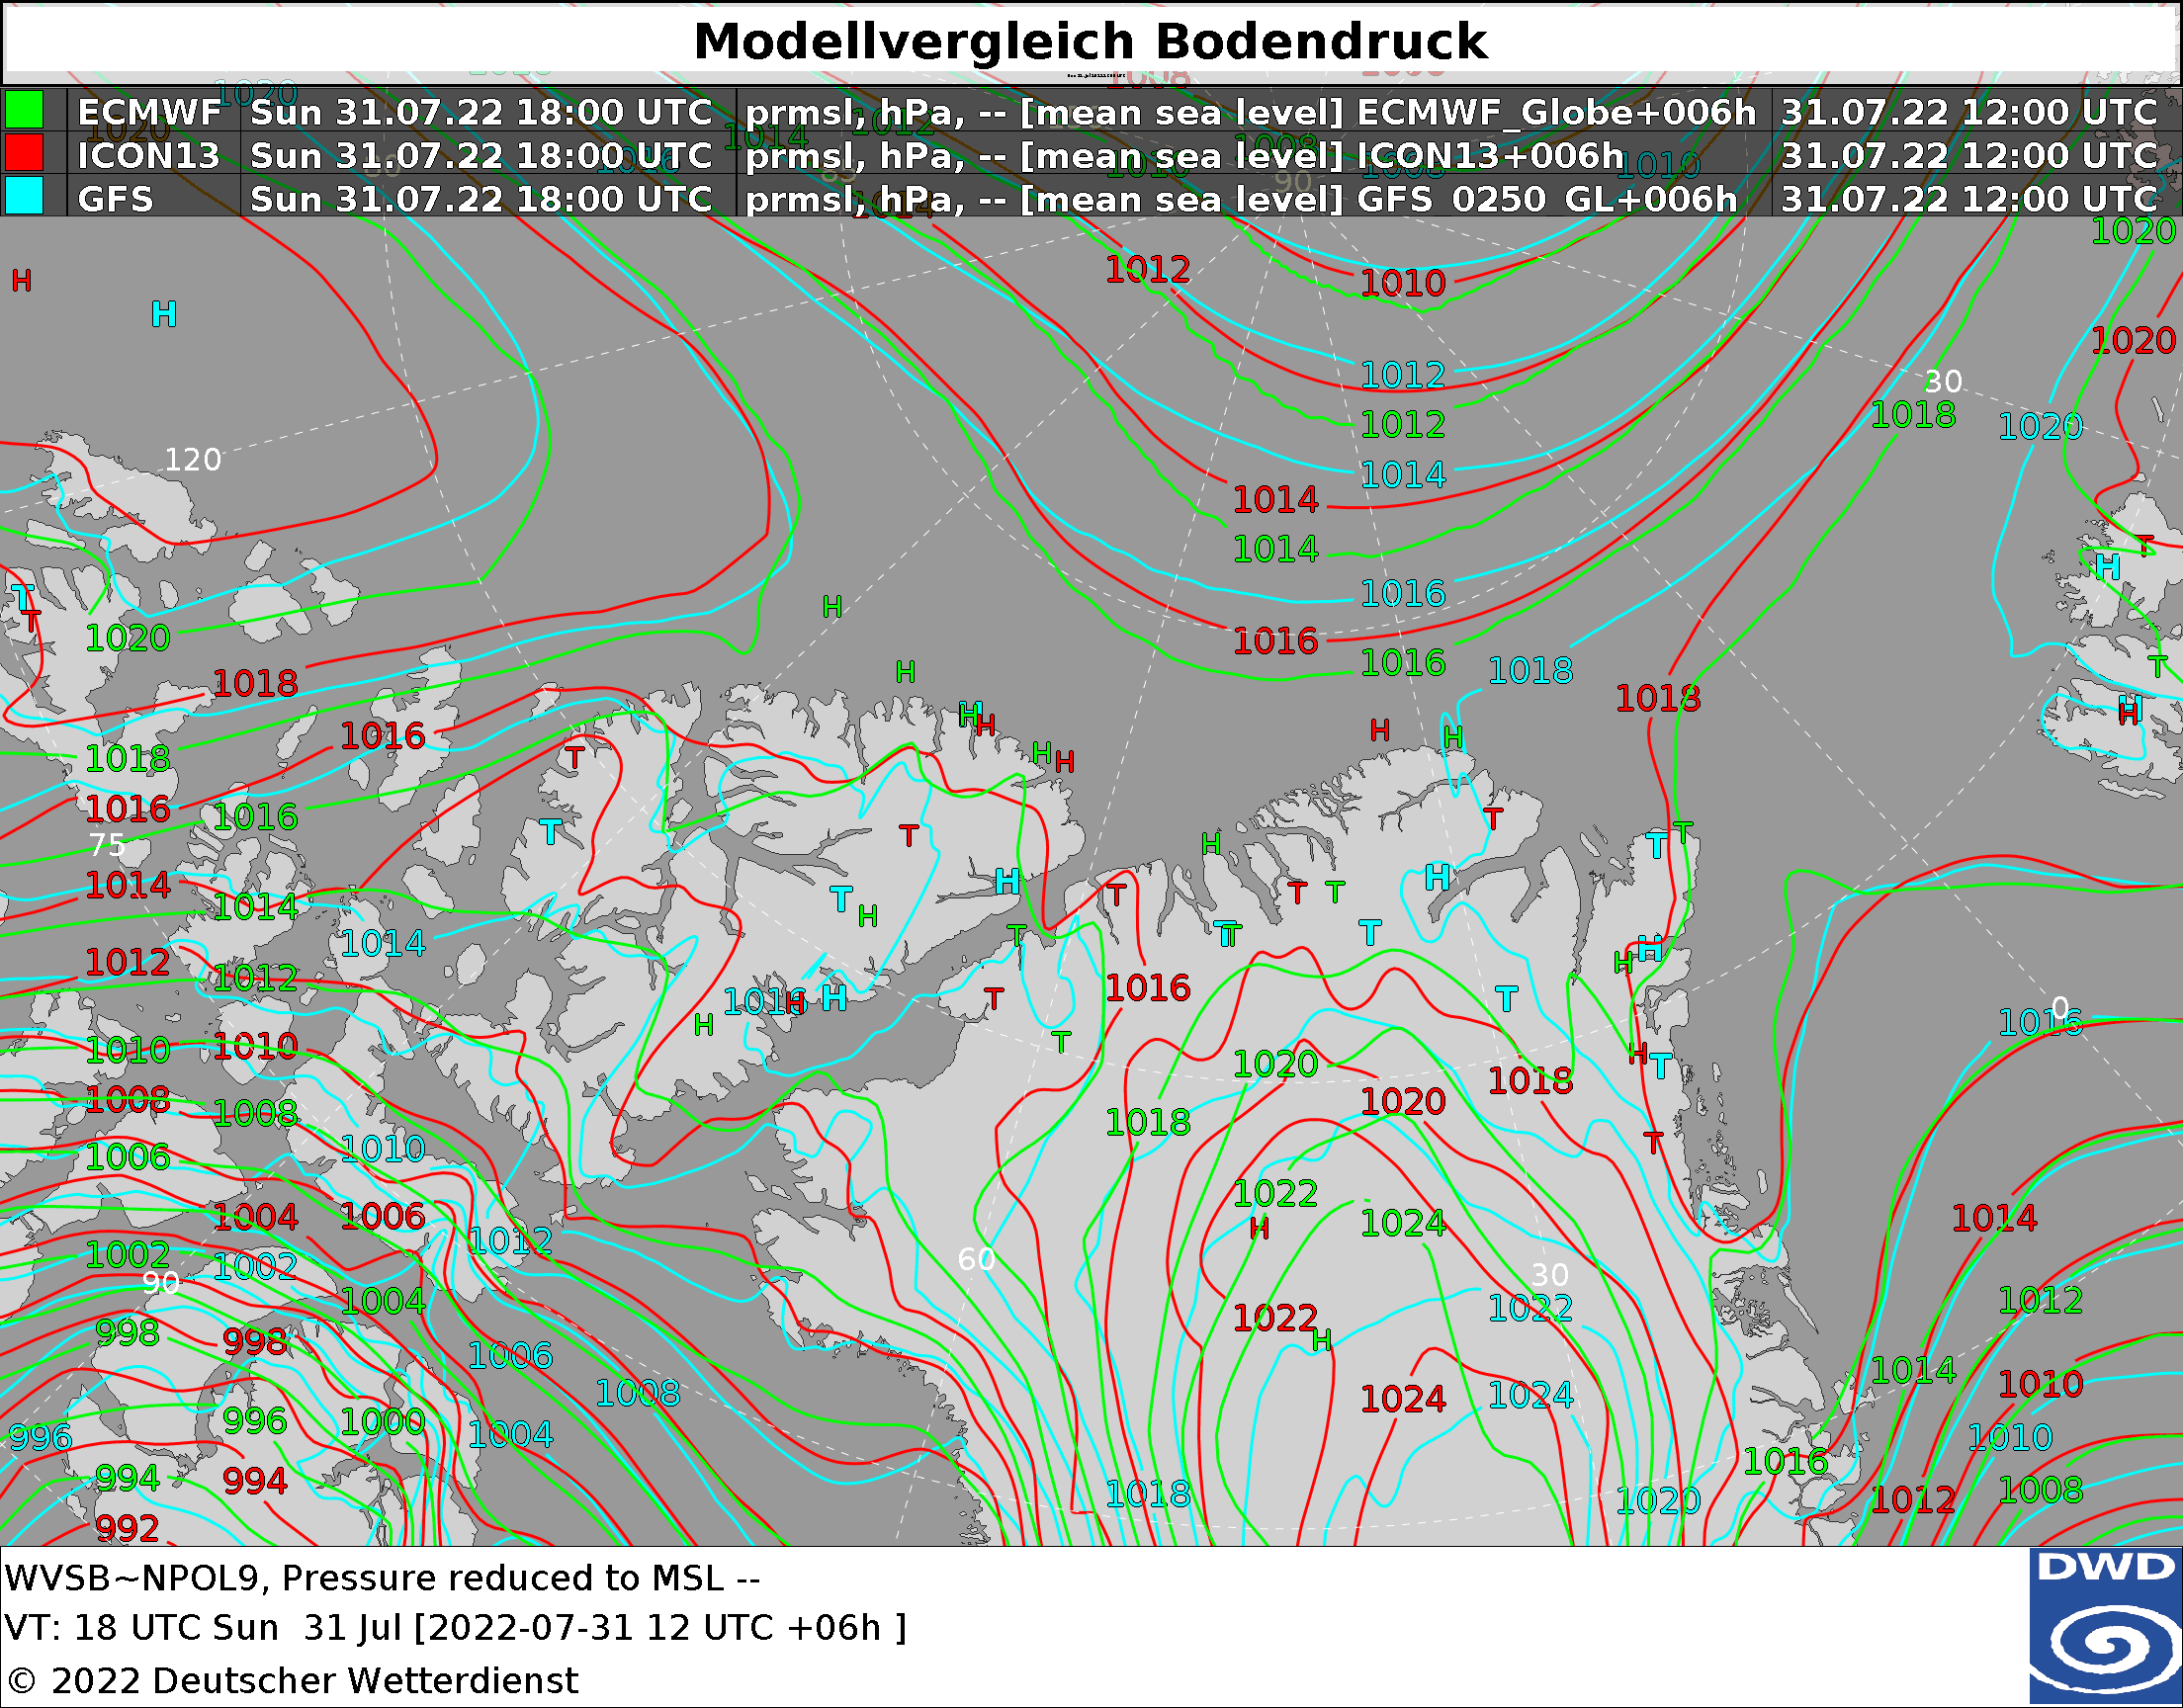 Modellvergleich Bodendruck
ECMWF Sun 31.07.22 18:00 UTC prmsl, hPa, -- [mean sea level] ECMWF_Globe+006h 31.07.22 12:00 UTC
ICON13 Sun 31.07.22 18:00 UTC prmsl, hPa, -- [mean sea level] ICON13+006h 31.07.22 12:00 UTC
GFS Sun 31.07.22 18:00 UTC prmsl, hPa, -- [mean sea level] GFS 0250 GL+006h 31.07.22 12:00 UTC
1020
H 1012 1010
H
1020
1012 30
1018
1012 1020
120
1014 1014
T
1014 H
T 1016
T H
1020 1016 1016
H 1018 T
1018 1018
H H H
1016 H H H
1018 T H H
1016 1016 T
75 T T H T T
1014 T H T T T H
1014 T H
1014 T T T T
1012 H H
1012 1016 H H T 1016 T 0
H 1016
1010 1010 T 1020 H T
1008 1008 1020 1018
1010 1018 T
1006
1004 1006 1022 1024 1014
1012 H
1002 1002 60
90 1004 30 1012
998 998 1022 H 1022
1006 1014
1008 1024 1024 1010
996 996 1000 1004 1010
994 994 1016
1018 1020 1012 1008
992
WVSB~NPOL9, Pressure reduced to MSL --
VT: 18 UTC Sun  31 Jul [2022-07-31 12 UTC +06h ]
© 2022 Deutscher Wetterdienst
DWD